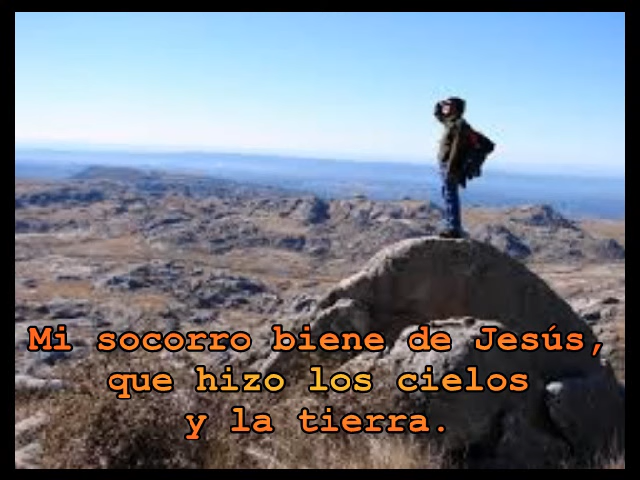 Mi socorro biene de Jesús,
que hizo los cielos
y la tierra.